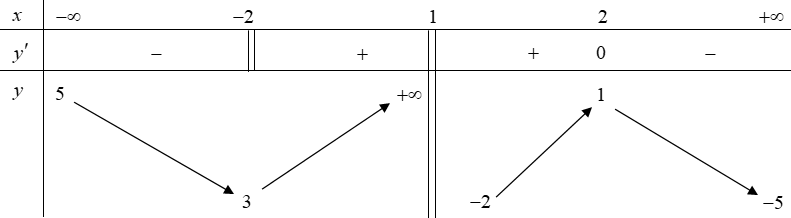 x −∞ −2 1 2 +∞
y′ − + + 0 −
y 5 +∞ 1
3 −2 −5